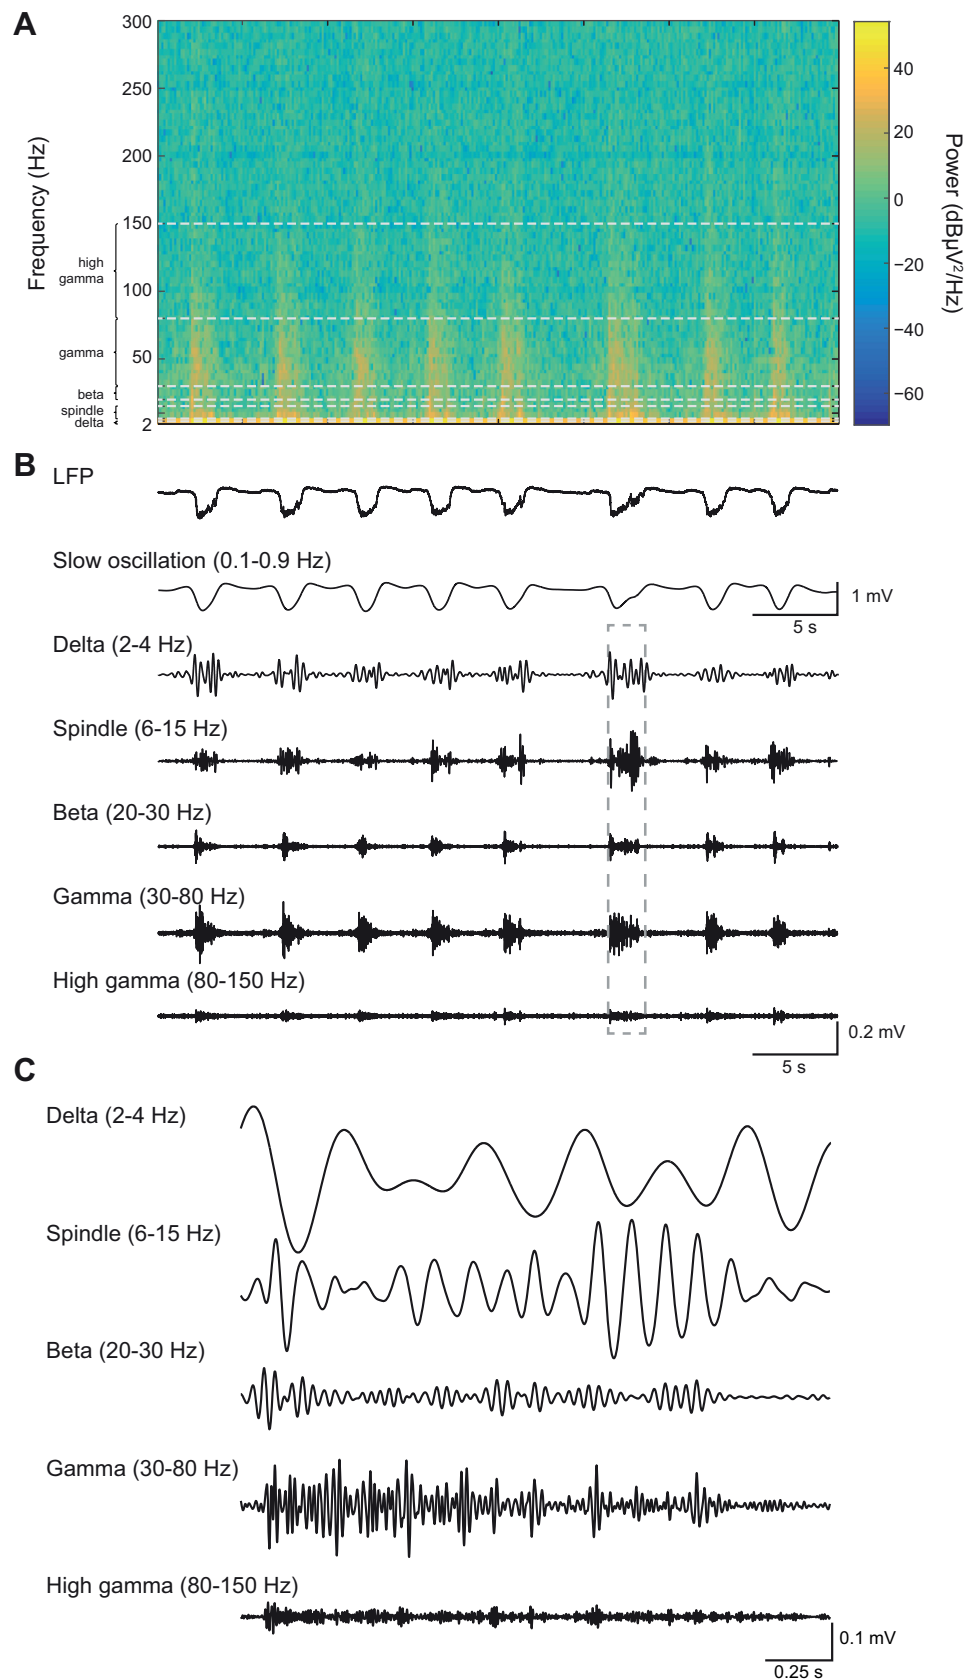 A
300
250
200
150
100
50
2
Frequency (Hz)
high
gamma
gamma
beta
spindle
delta
40
20
0
−20
−40
−60
Power (dBµV²/Hz)
B
LFP
Slow oscillation (0.1-0.9 Hz)
1 mV
5 s
Delta (2-4 Hz)
Spindle (6-15 Hz)
Beta (20-30 Hz)
Gamma (30-80 Hz)
High gamma (80-150 Hz)
0.2 mV
5 s
C
Delta (2-4 Hz)
Spindle (6-15 Hz)
Beta (20-30 Hz)
Gamma (30-80 Hz)
High gamma (80-150 Hz)
0.1 mV
0.25 s